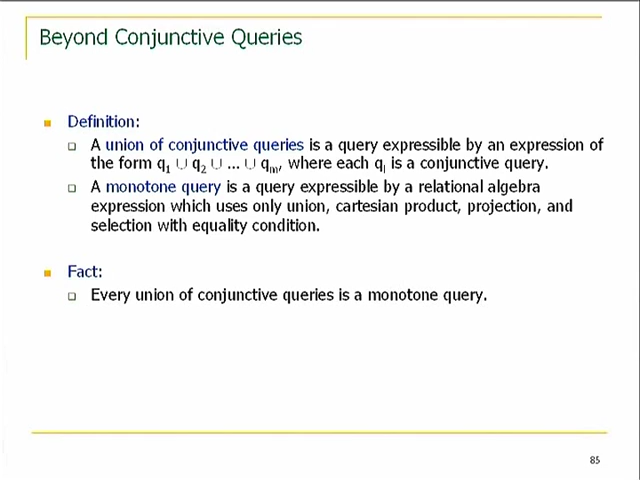 Beyond Conjunctive Queries
Definition:
A union of conjunctive queries is a query expressible by an expression of
the form q1 ∪ q2 ∪ ... ∪ qm, where each qi is a conjunctive query.
A monotone query is a query expressible by a relational algebra
expression which uses only union, cartesian product, projection, and
selection with equality condition.
Fact:
Every union of conjunctive queries is a monotone query.
85